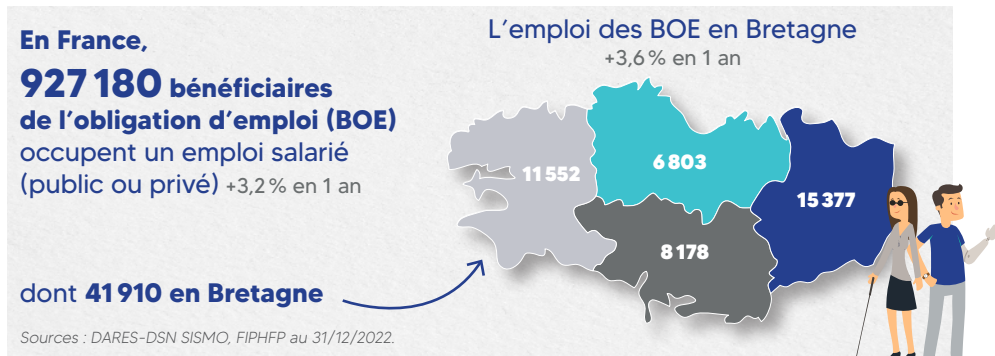 En France,
927 180 bénéficiaires
de l’obligation d’emploi (BOE)
occupent un emploi salarié
(public ou privé) +3,2 % en 1 an
dont 41 910 en Bretagne
Sources : DARES-DSN SISMO, FIPHFP au 31/12/2022.
L’emploi des BOE en Bretagne
+3,6 % en 1 an
11 552
6 803
15 377
8 178